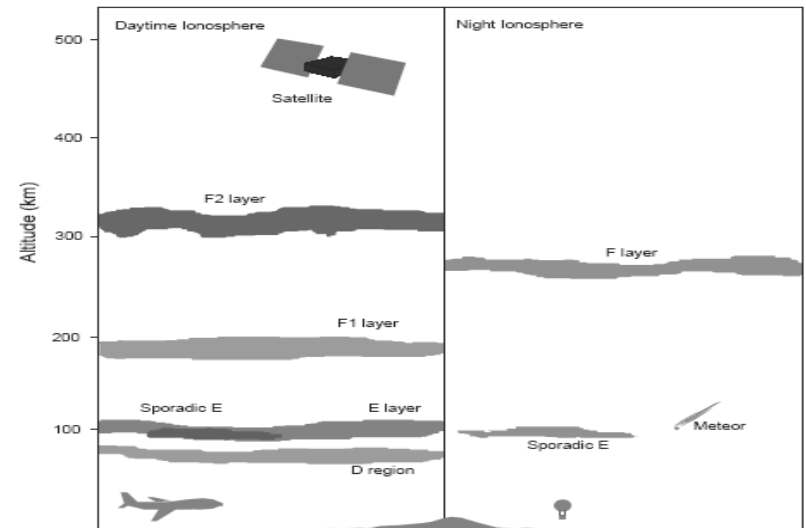 Daytime Ionosphere
Night Ionosphere
500
Satellite
400
Altitude (km)
F2 layer
300
F layer
F1 layer
200
Sporadic E
E layer
100
Meteor
Sporadic E
D region